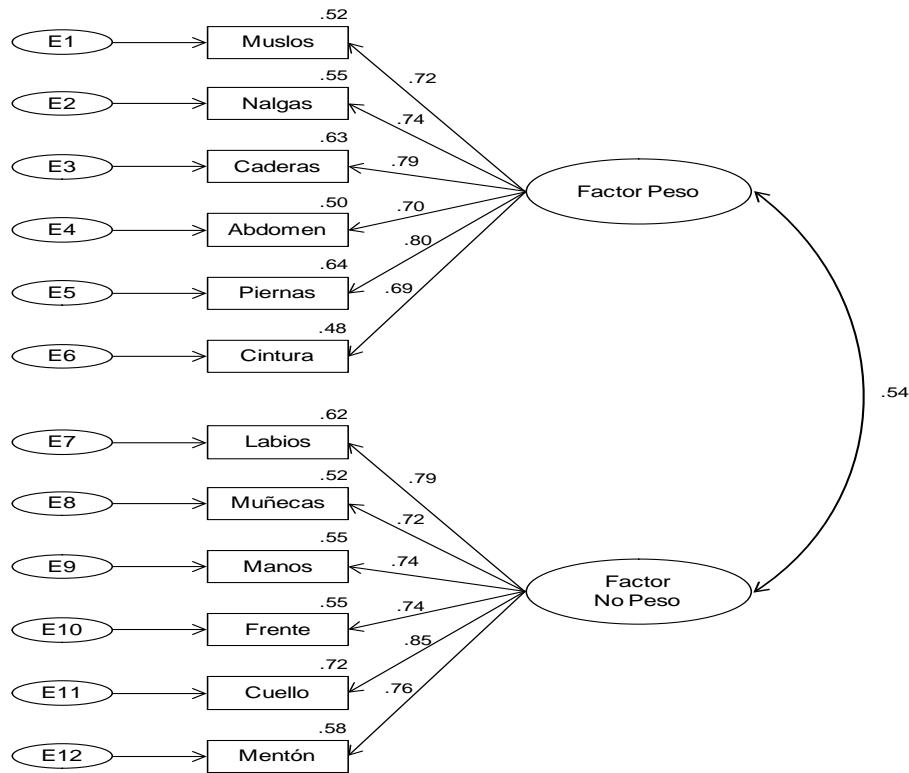 .52
E1
Muslos
.72
.55
E2
Nalgas
.74
.63
E3
Caderas
.79
Factor Peso
.50
E4
Abdomen
.70
.80
.64
E5
Piernas
.69
.48
E6
Cintura
.54
.62
E7
Labios
.79
.52
E8
Muñecas
.72
.55
E9
Manos
.74
Factor
No Peso
.55
E10
Frente
.74
.85
.72
E11
Cuello
.76
.58
E12
Mentón